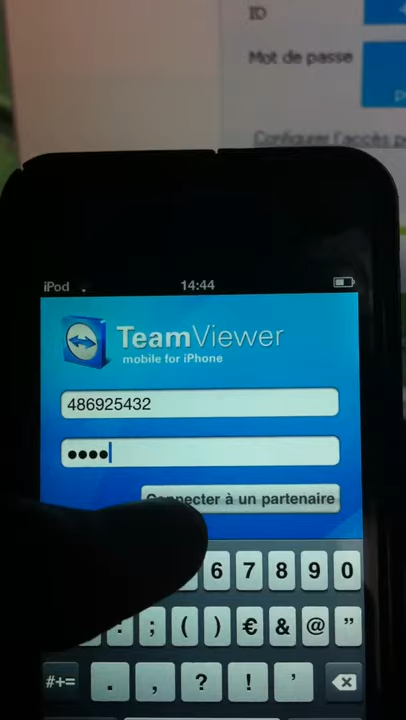 ID
Mot de passe
Configurer l'accès
iPod
14:44
TeamViewer
mobile for iPhone
486925432
Connecter à un partenaire
6 7 8 9 0
: ; ( ) € & @ ”
#+= . , ? ! ’